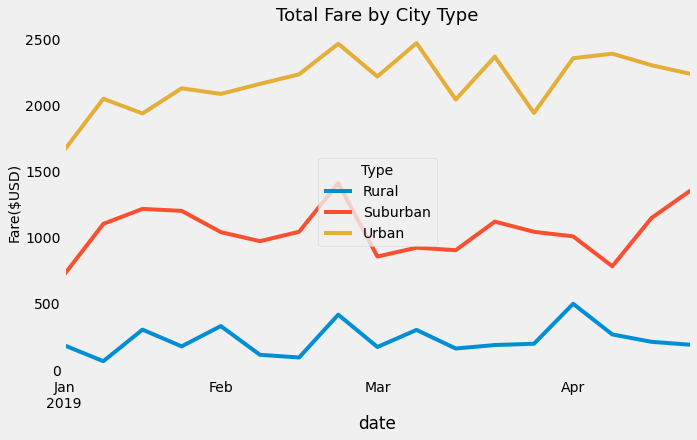 Total Fare by City Type
2500
2000
1500
1000
500
0
Fare($USD)
Type
Rural
Suburban
Urban
Jan Feb Mar Apr
2019
date